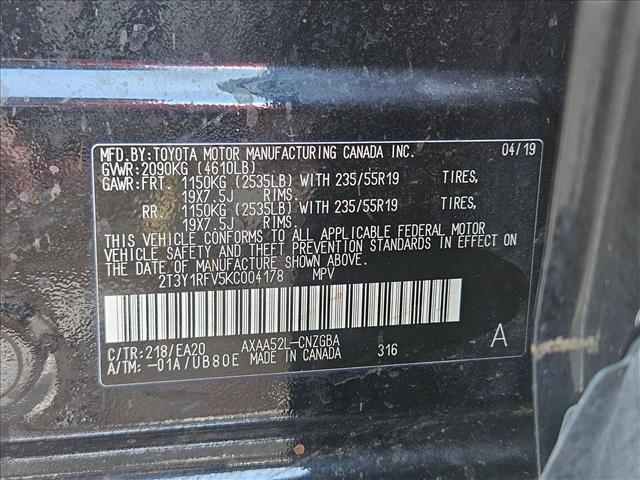 MFD.BY:TOYOTA MOTOR MANUFACTURING CANADA INC. 04/19
GVWR:2090KG (4610LB)
GAWR:FRT. 1150KG (2535LB) WITH 235/55R19 TIRES,
19X7.5J RIMS.
RR. 1150KG (2535LB) WITH 235/55R19 TIRES,
19X7.5J RIMS.
THIS VEHICLE CONFORMS TO ALL APPLICABLE FEDERAL MOTOR
VEHICLE SAFETY AND THEFT PREVENTION STANDARDS IN EFFECT ON
THE DATE OF MANUFACTURE SHOWN ABOVE.
2T3Y1RFV5KC004178 MPV
C/TR:218/EA20 AXAA52L-CNZGBA 316 A
A/TM: -01A/UB80E MADE IN CANADA